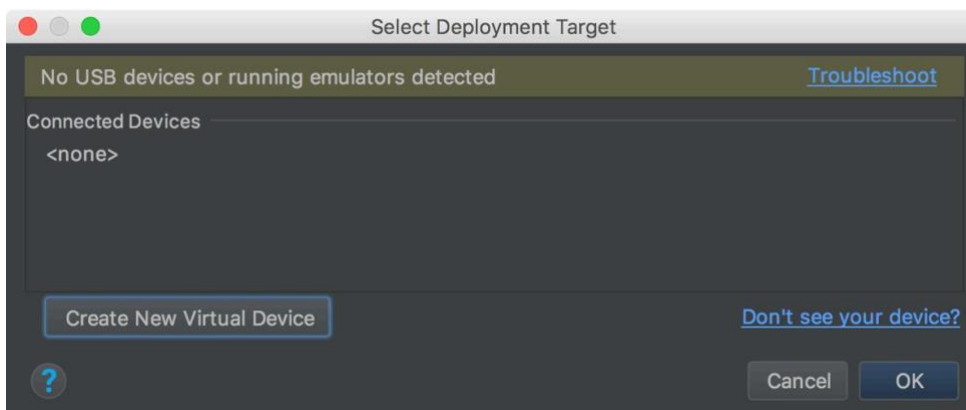 Select Deployment Target
No USB devices or running emulators detected Troubleshoot
Connected Devices
<none>
Create New Virtual Device Don't see your device?
? Cancel OK